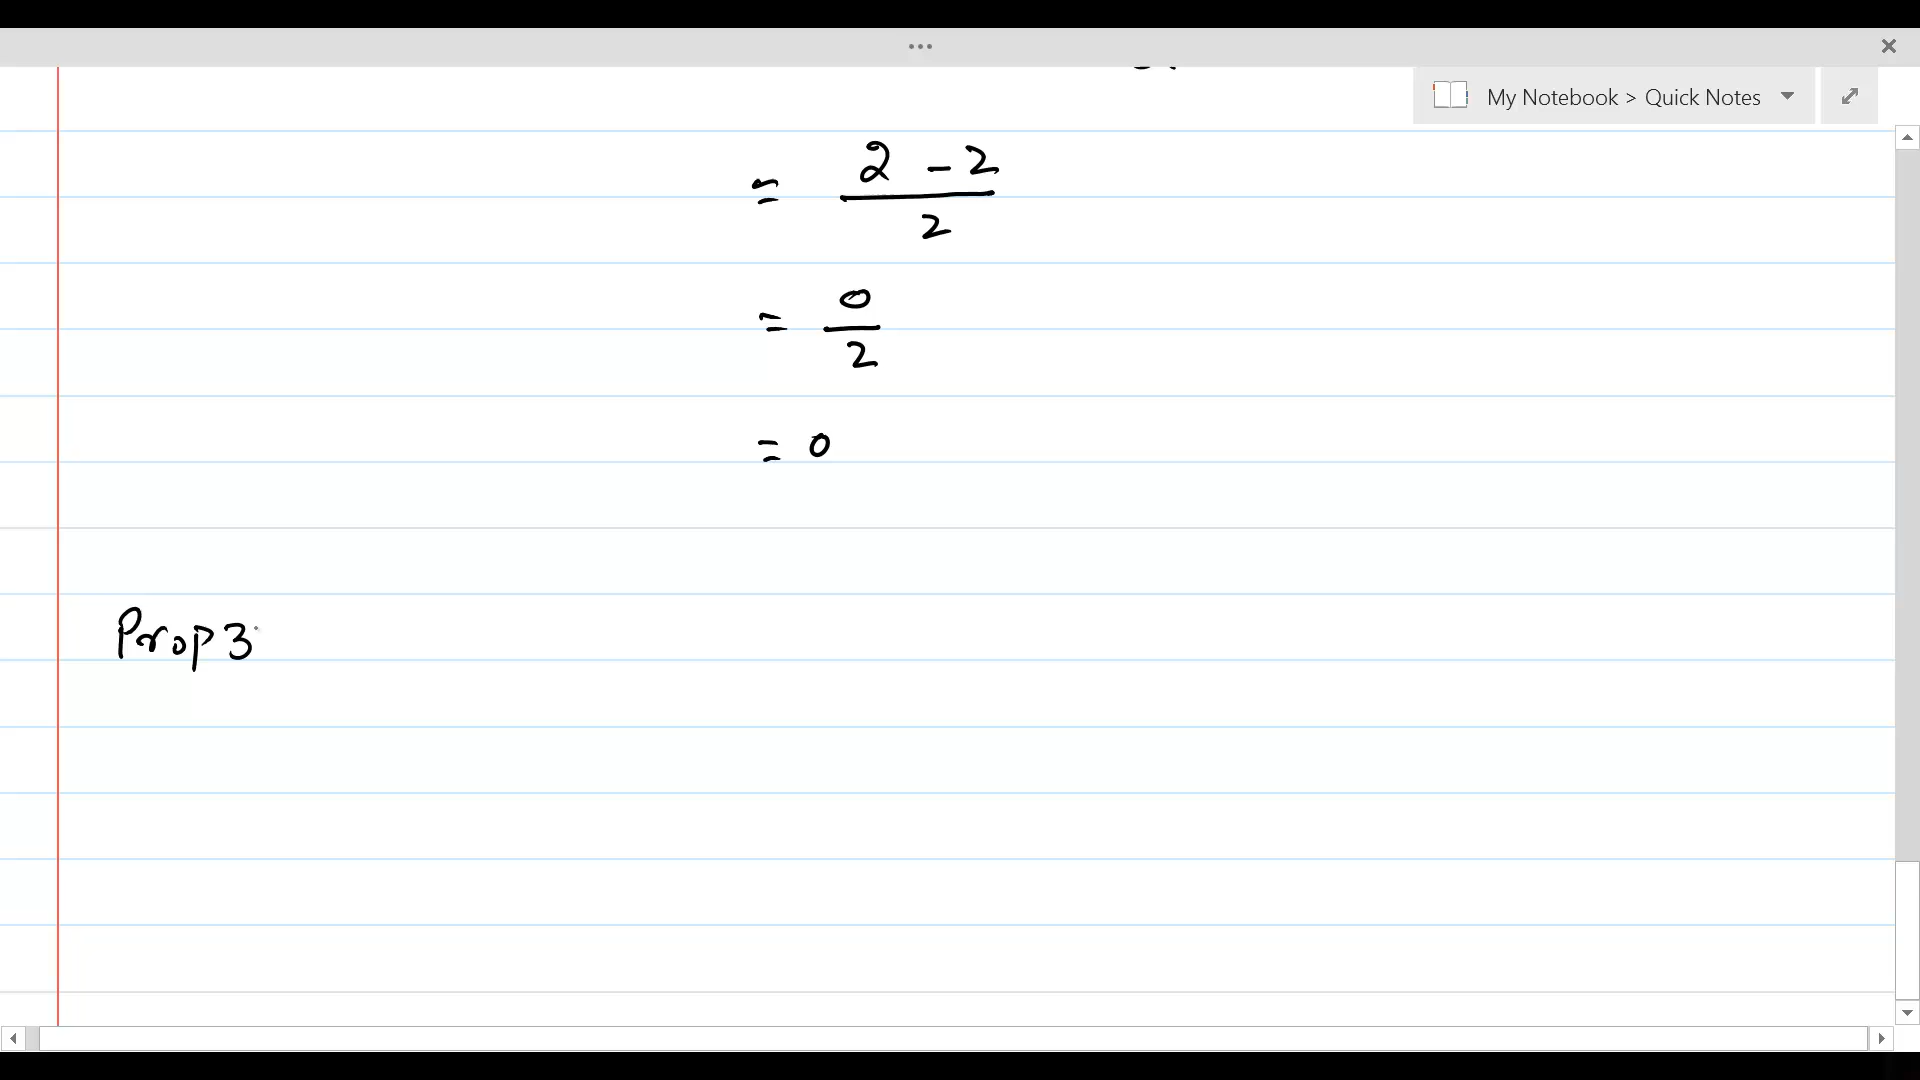 ...
My Notebook > Quick Notes
= 2 - 2 / 2
= 0 / 2
= 0
Prop 3